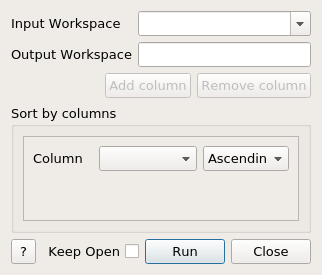 Input Workspace
Output Workspace
Add column Remove column
Sort by columns
Column Ascendin
? Keep Open Run Close